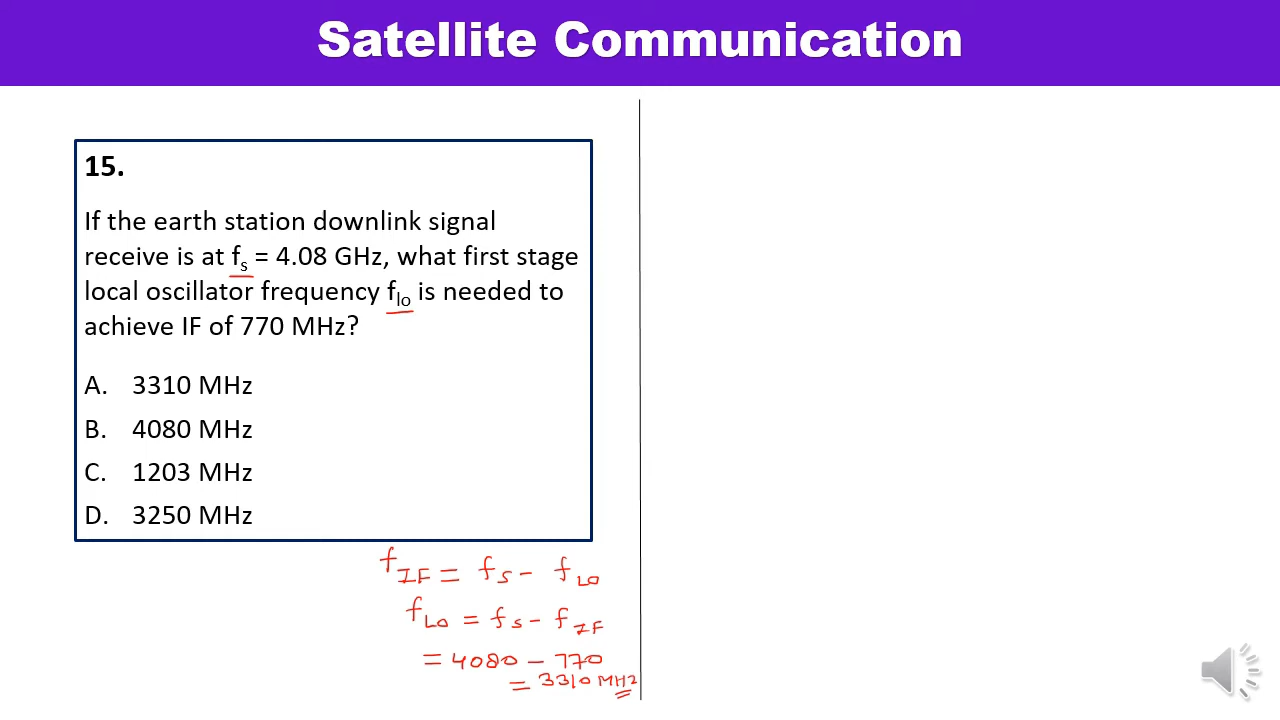 Satellite Communication
15.
If the earth station downlink signal
receive is at fs = 4.08 GHz, what first stage
local oscillator frequency flo is needed to
achieve IF of 770 MHz?
A. 3310 MHz
B. 4080 MHz
C. 1203 MHz
D. 3250 MHz
fIF = fs - fLO
fLO = fs - fIF
= 4080 - 770
= 3310 MHz